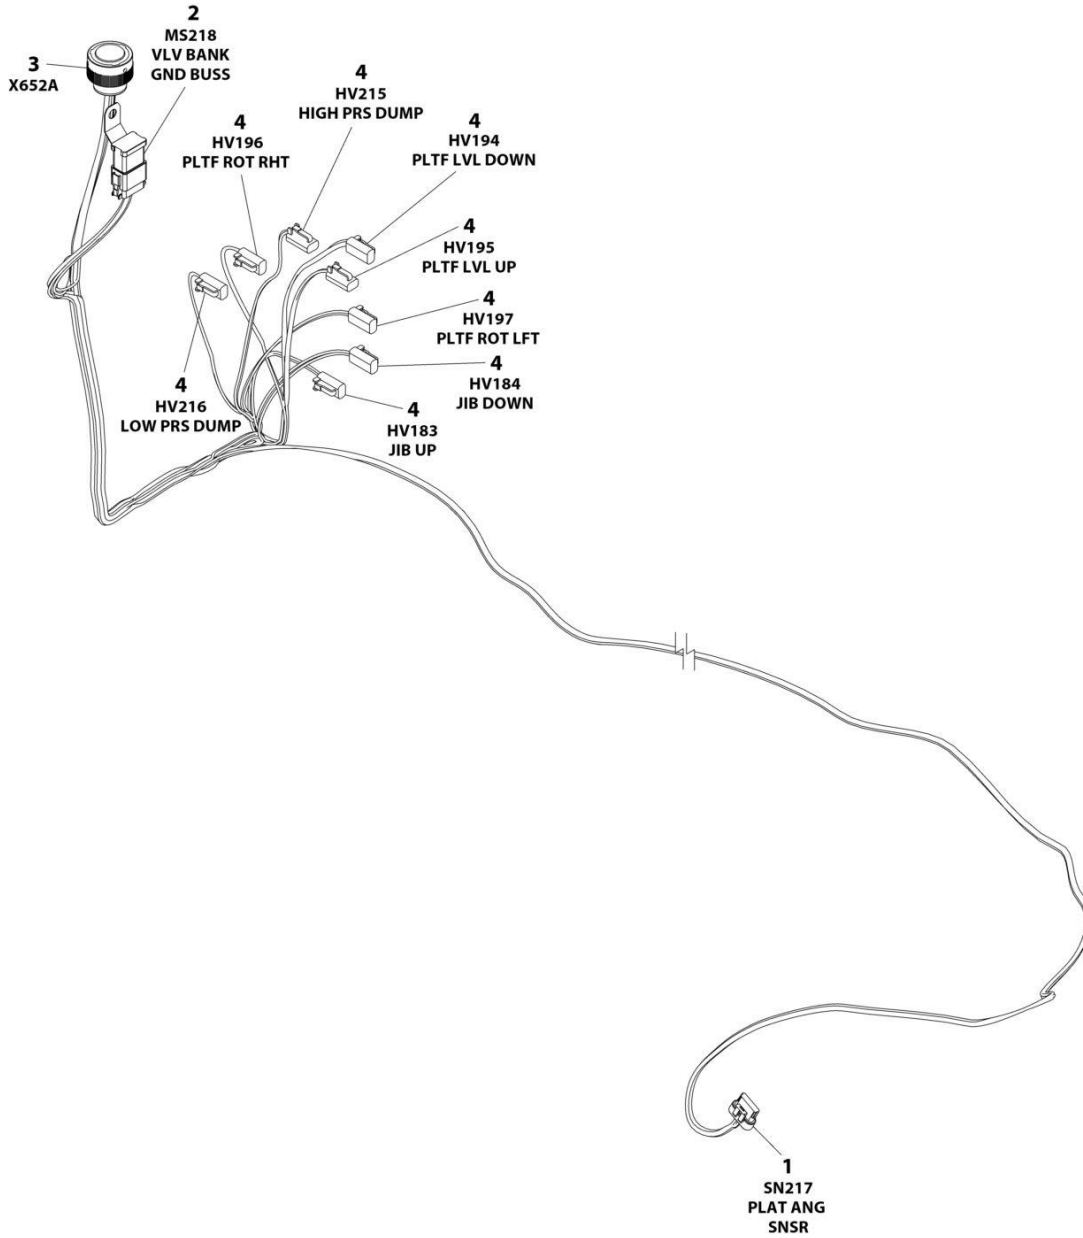 2
MS218
VLV BANK
GND BUSS
3
X652A
4
HV215
HIGH PRS DUMP
4
HV196
PLTF ROT RHT
4
HV194
PLTF LVL DOWN
4
HV195
PLTF LVL UP
4
HV197
PLTF ROT LFT
4
HV184
JIB DOWN
4
HV216
LOW PRS DUMP
4
HV183
JIB UP
1
SN217
PLAT ANG
SNSR